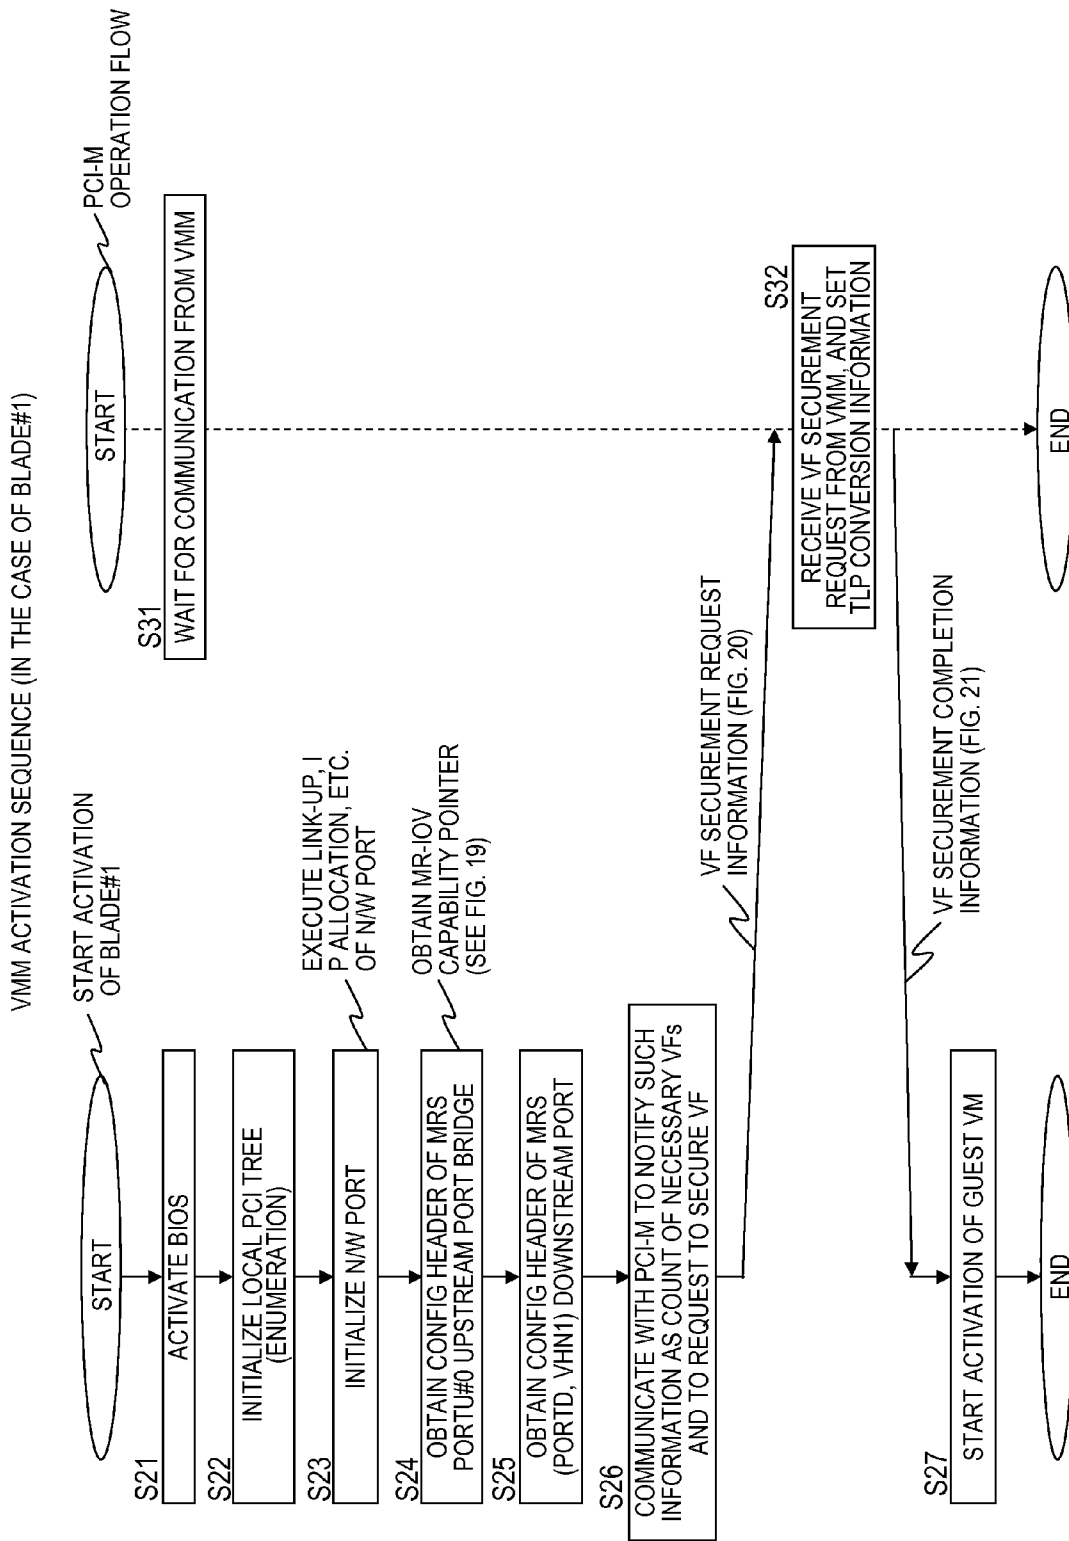 VMM ACTIVATION SEQUENCE (IN THE CASE OF BLADE#1)
START ACTIVATION
OF BLADE#1
START
S21
ACTIVATE BIOS
S22
INITIALIZE LOCAL PCI TREE
(ENUMERATION)
S23
INITIALIZE N/W PORT
EXECUTE LINK-UP, I
P ALLOCATION, ETC.
OF N/W PORT
S24
OBTAIN CONFIG HEADER OF MRS
PORTU#0 UPSTREAM PORT BRIDGE
OBTAIN MR-IOV
CAPABILITY POINTER
(SEE FIG. 19)
S25
OBTAIN CONFIG HEADER OF MRS
(PORTD, VHN1) DOWNSTREAM PORT
S26
COMMUNICATE WITH PCI-M TO NOTIFY SUCH
INFORMATION AS COUNT OF NECESSARY VFs
AND TO REQUEST TO SECURE VF
VF SECUREMENT REQUEST
INFORMATION (FIG. 20)
VF SECUREMENT COMPLETION
INFORMATION (FIG. 21)
S27
START ACTIVATION OF GUEST VM
END
PCI-M
OPERATION FLOW
START
S31
WAIT FOR COMMUNICATION FROM VMM
S32
RECEIVE VF SECUREMENT
REQUEST FROM VMM, AND SET
TLP CONVERSION INFORMATION
END